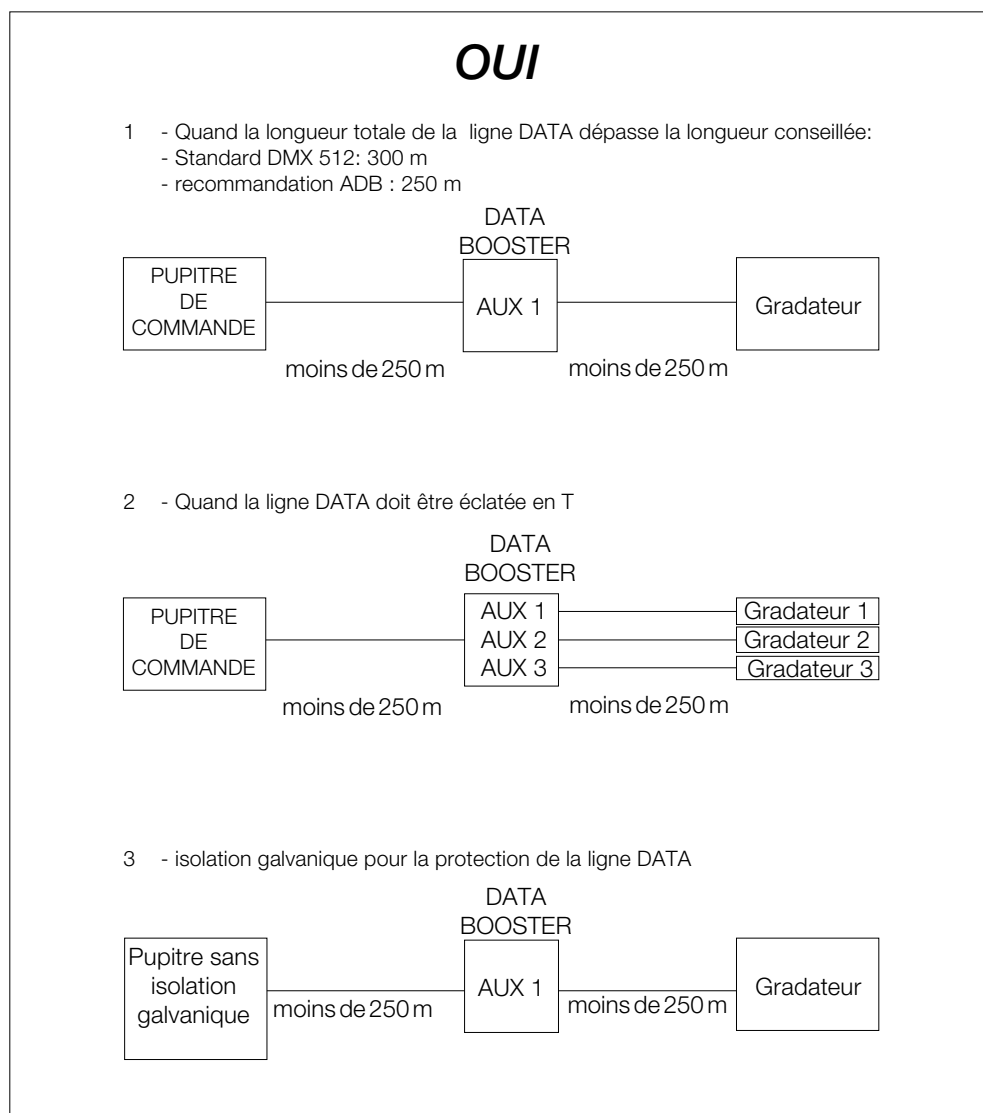 OUI
1 - Quand la longueur totale de la ligne DATA dépasse la longueur conseillée:
- Standard DMX 512: 300 m
- recommandation ADB : 250 m
DATA
BOOSTER
PUPITRE
DE
COMMANDE
AUX 1
Gradateur
moins de 250 m
moins de 250 m
2 - Quand la ligne DATA doit être éclatée en T
DATA
BOOSTER
PUPITRE
DE
COMMANDE
AUX 1
AUX 2
AUX 3
Gradateur 1
Gradateur 2
Gradateur 3
moins de 250 m
moins de 250 m
3 - isolation galvanique pour la protection de la ligne DATA
DATA
BOOSTER
Pupitre sans
isolation
galvanique
moins de 250 m
AUX 1
moins de 250 m
Gradateur